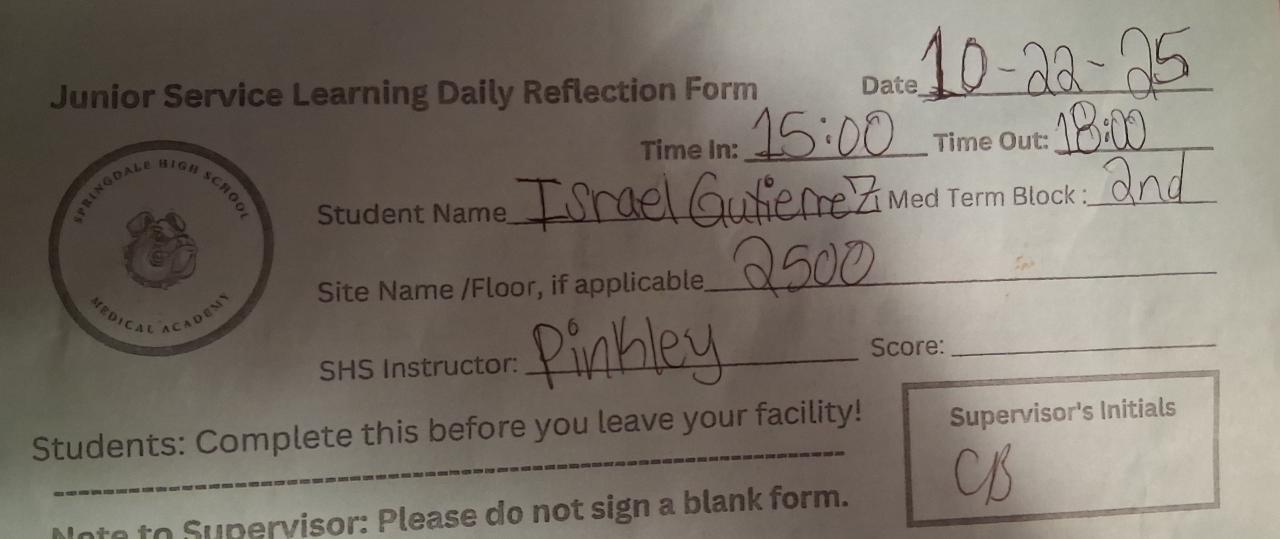 Junior Service Learning Daily Reflection Form Date 10-22-25
Time In: 15:00 Time Out: 18:00
SPRINGDALE HIGH SCHOOL
MEDICAL ACADEMY
Student Name Israel Gutierrez Med Term Block: 2nd
Site Name /Floor, if applicable 2500
SHS Instructor: Pinkley Score:
Students: Complete this before you leave your facility!
Supervisor's Initials
CB
Note to Supervisor: Please do not sign a blank form.